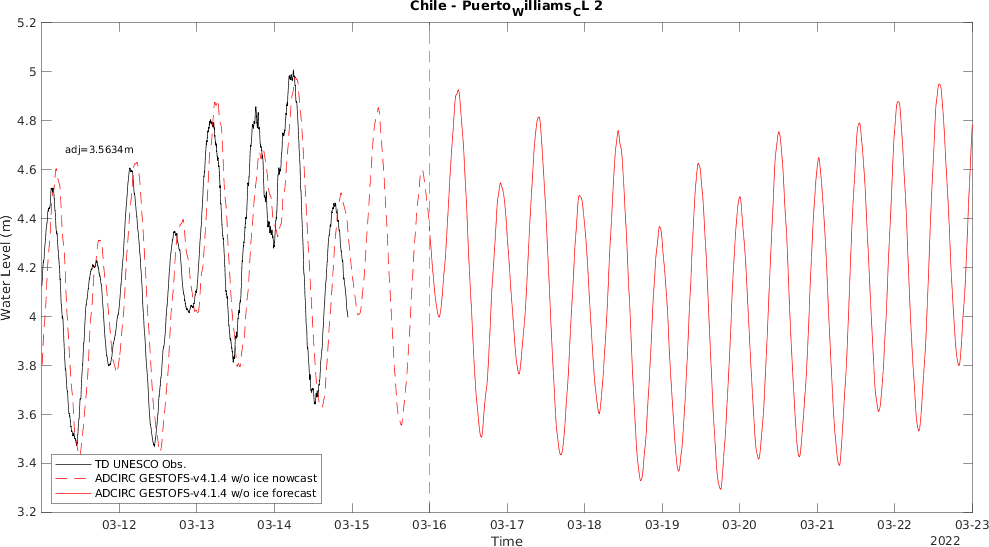 Chile - Puerto_Williams_CL 2
5.2
5
4.8
4.6
4.4
4.2
4
3.8
3.6
3.4
3.2
Water Level (m)
adj=3.5634m
TD UNESCO Obs.
ADCIRC GESTOFS-v4.1.4 w/o ice nowcast
ADCIRC GESTOFS-v4.1.4 w/o ice forecast
03-12 03-13 03-14 03-15 03-16 03-17 03-18 03-19 03-20 03-21 03-22 03-23
Time
2022